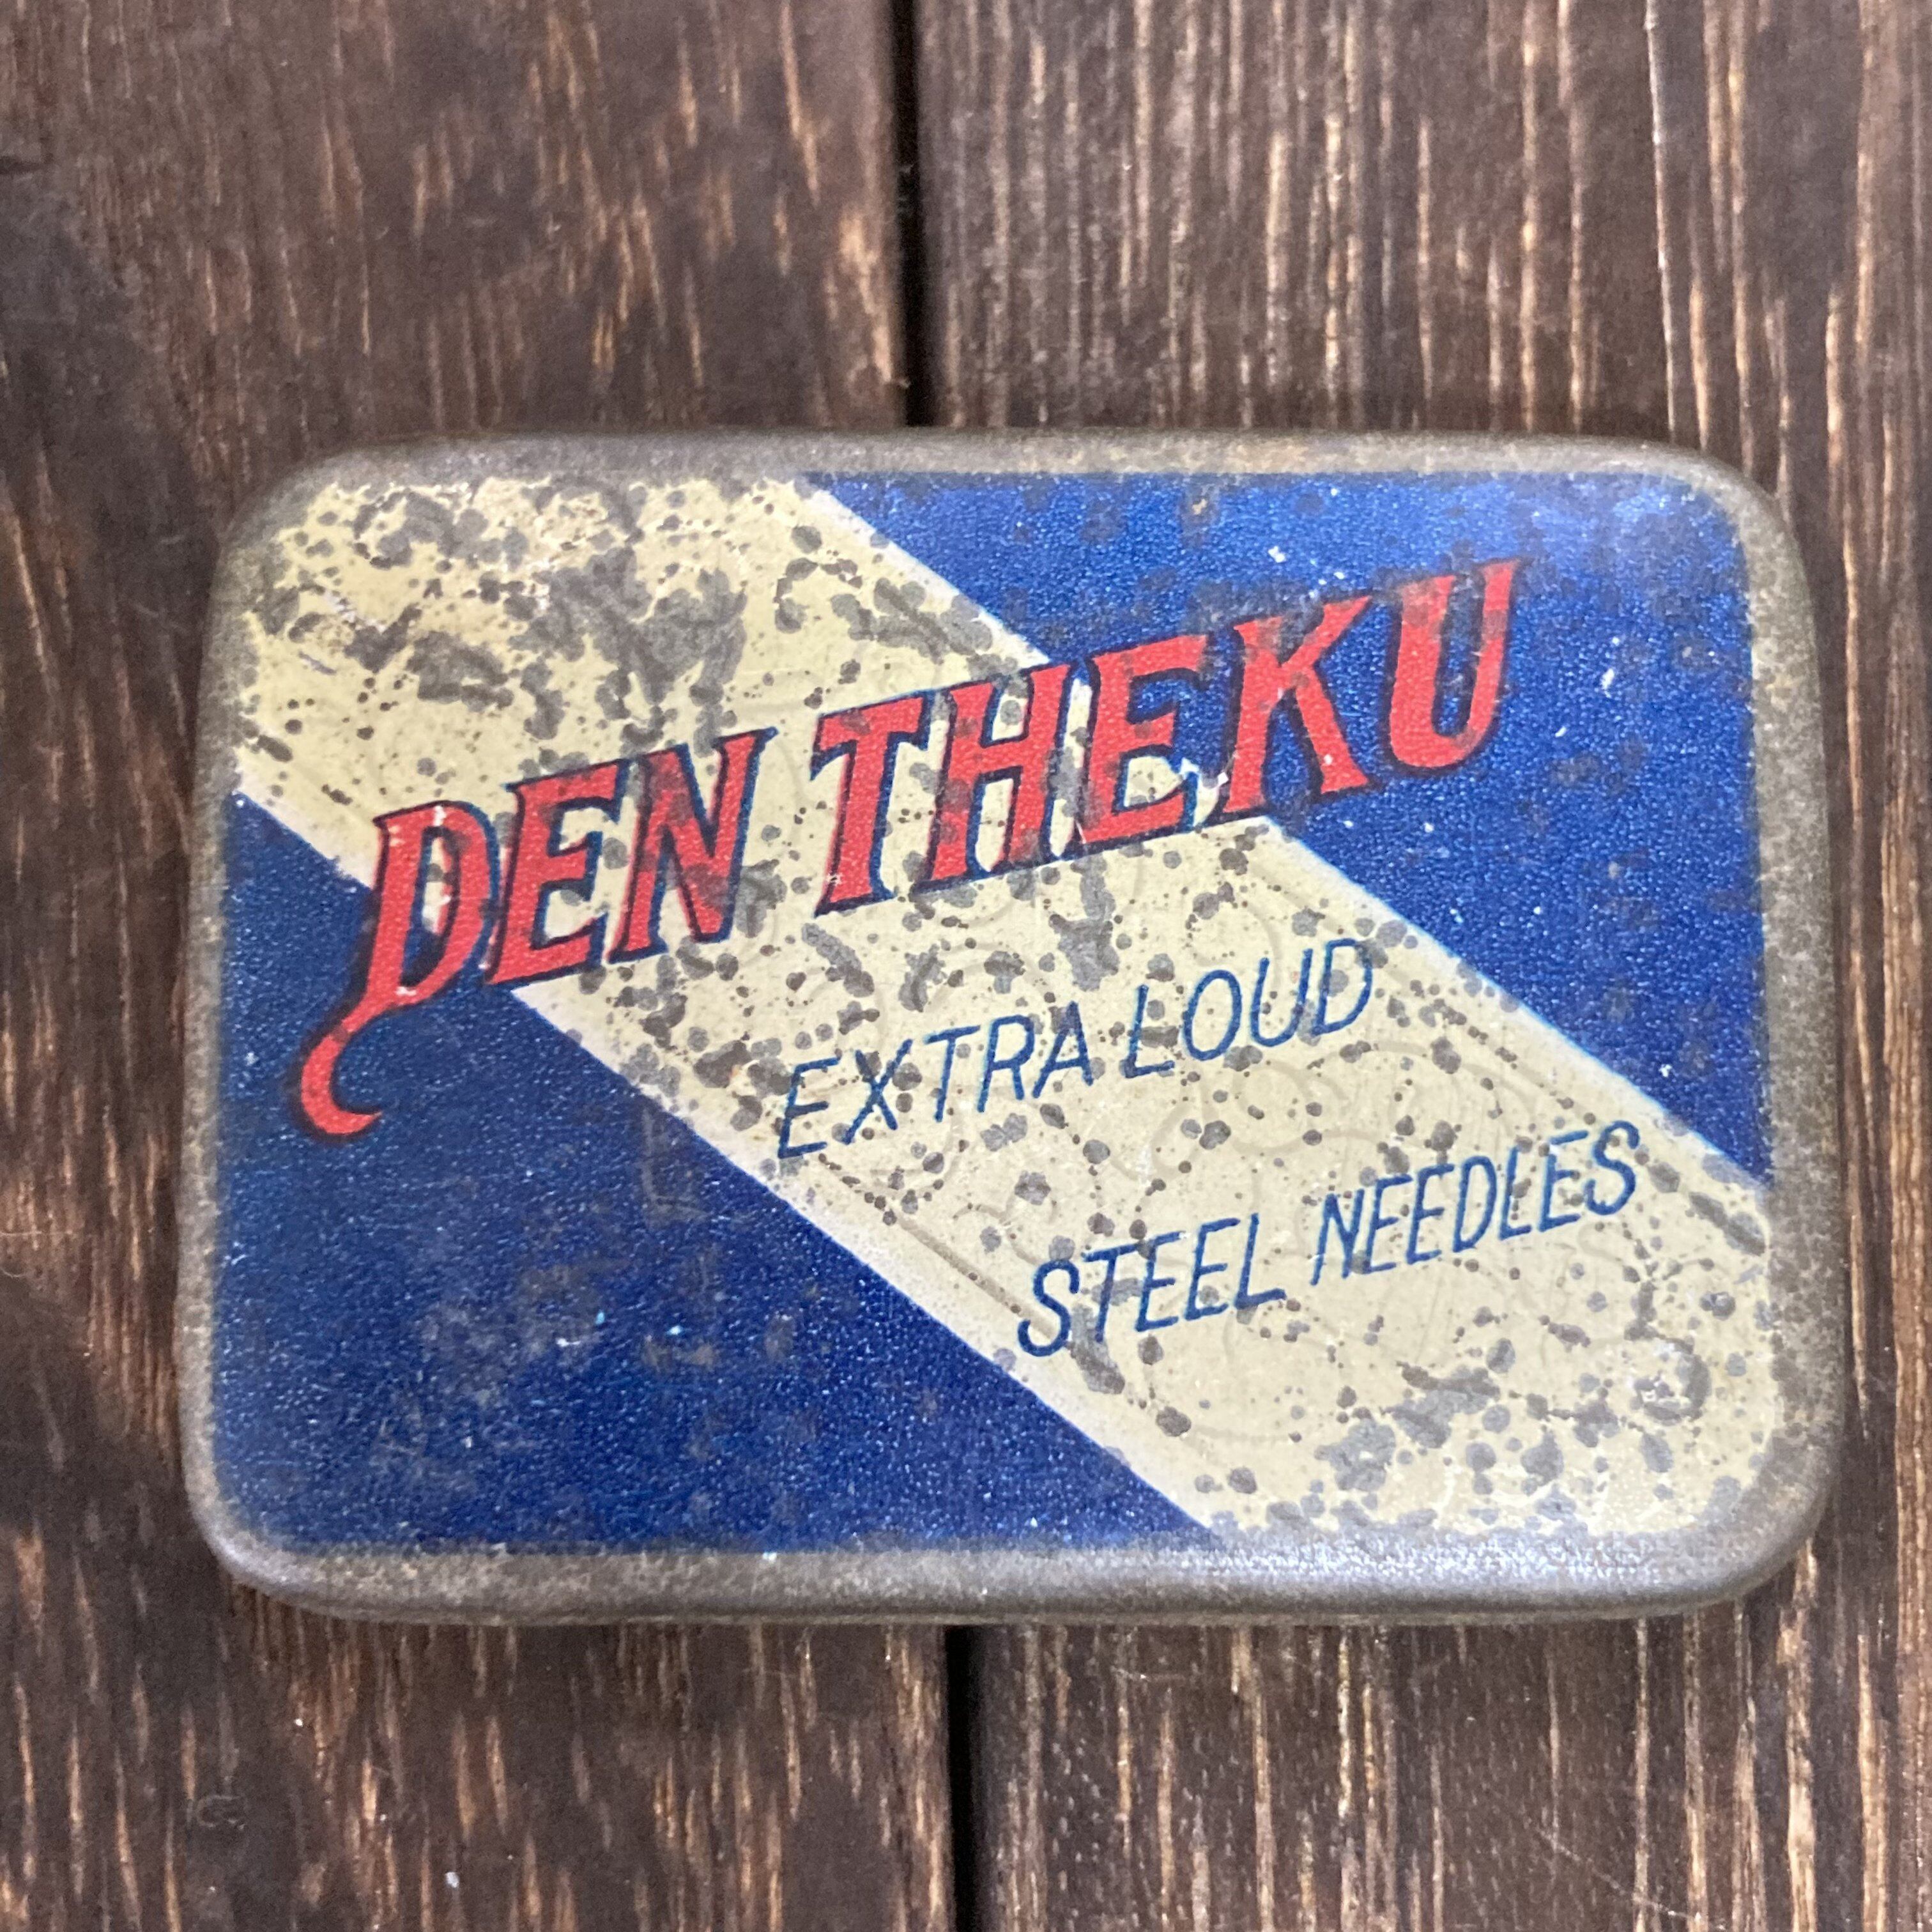 DEN THEKU
EXTRA LOUD
STEEL NEEDLES